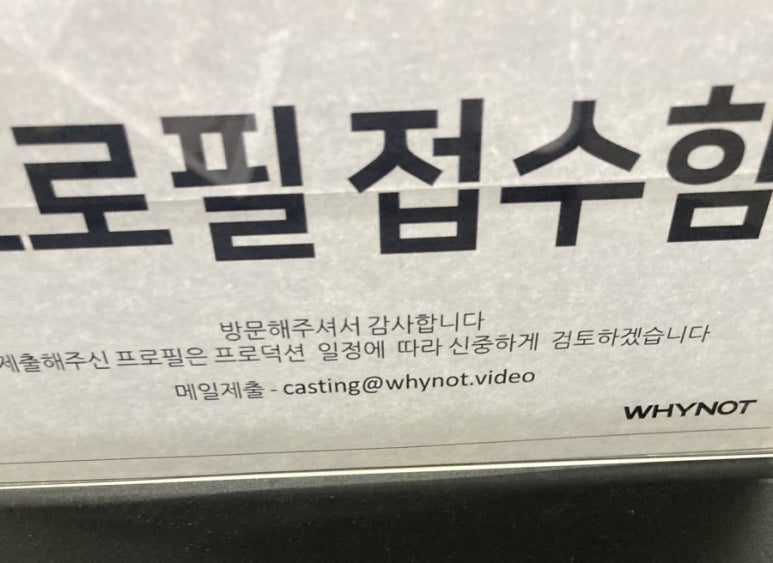 로필 접수함
방문해주셔서 감사합니다
제출해주신 프로필은 프로덕션 일정에 따라 신중하게 검토하겠습니다
메일제출 - casting@whynot.video
WHYNOT